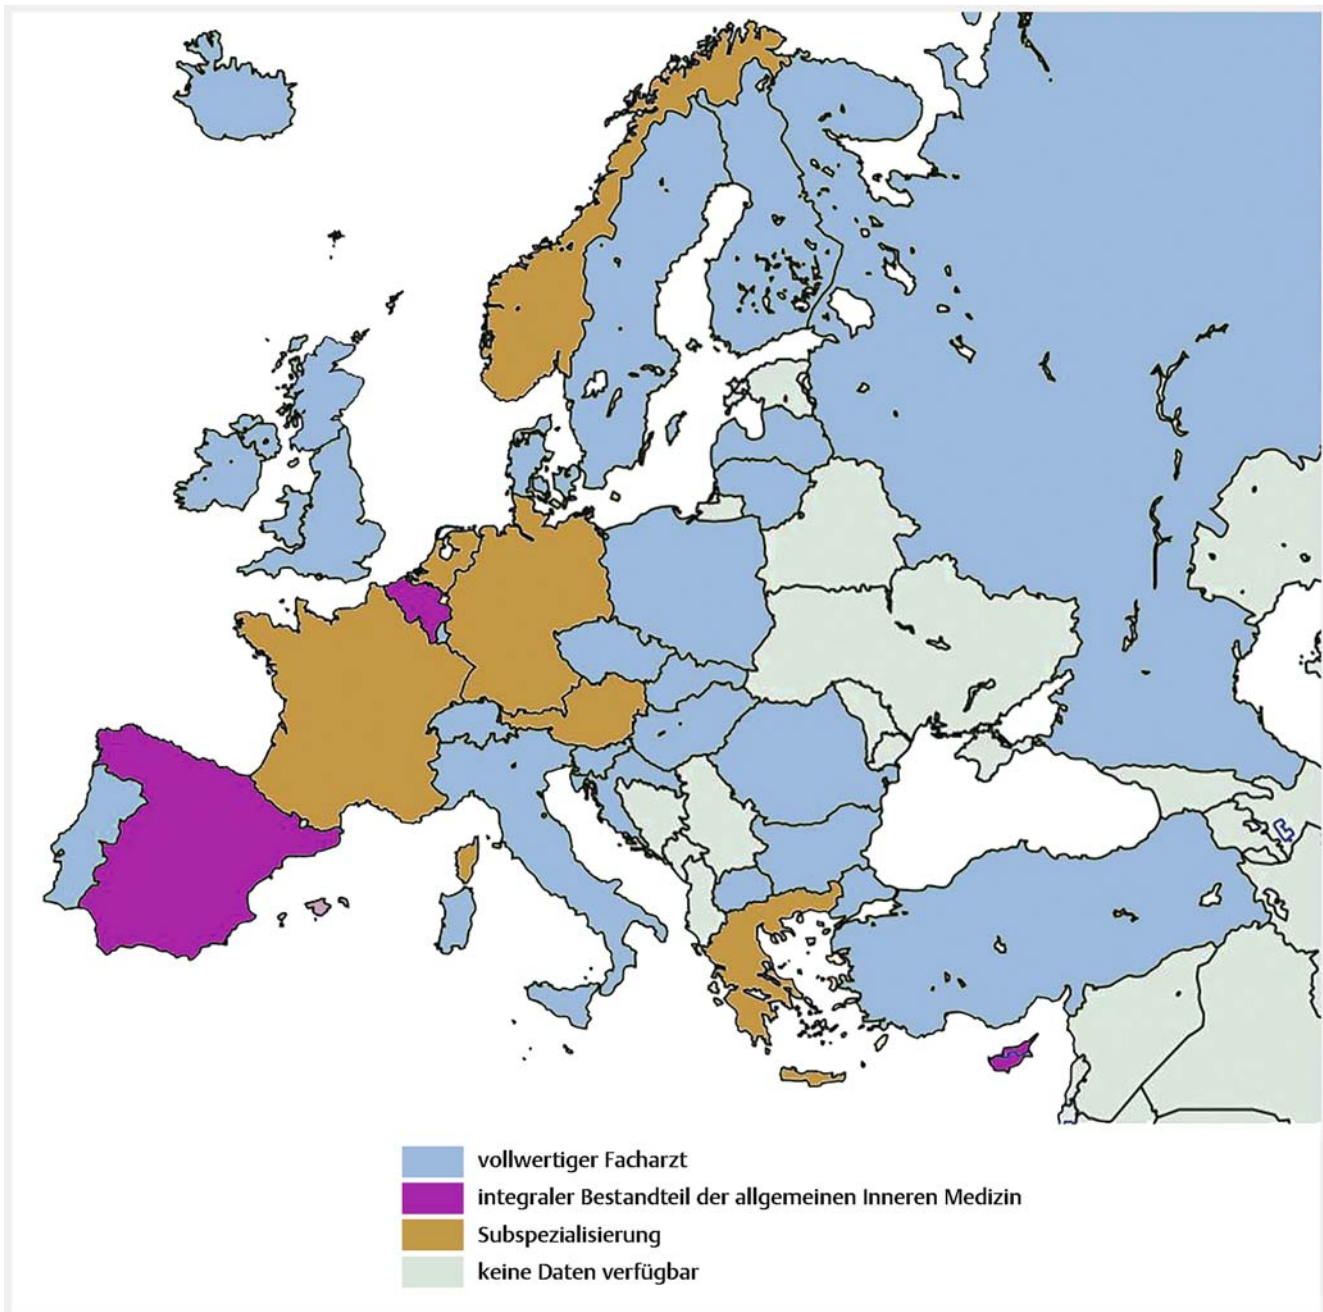 vollwertiger Facharzt
integraler Bestandteil der allgemeinen Inneren Medizin
Subspezialisierung
keine Daten verfügbar